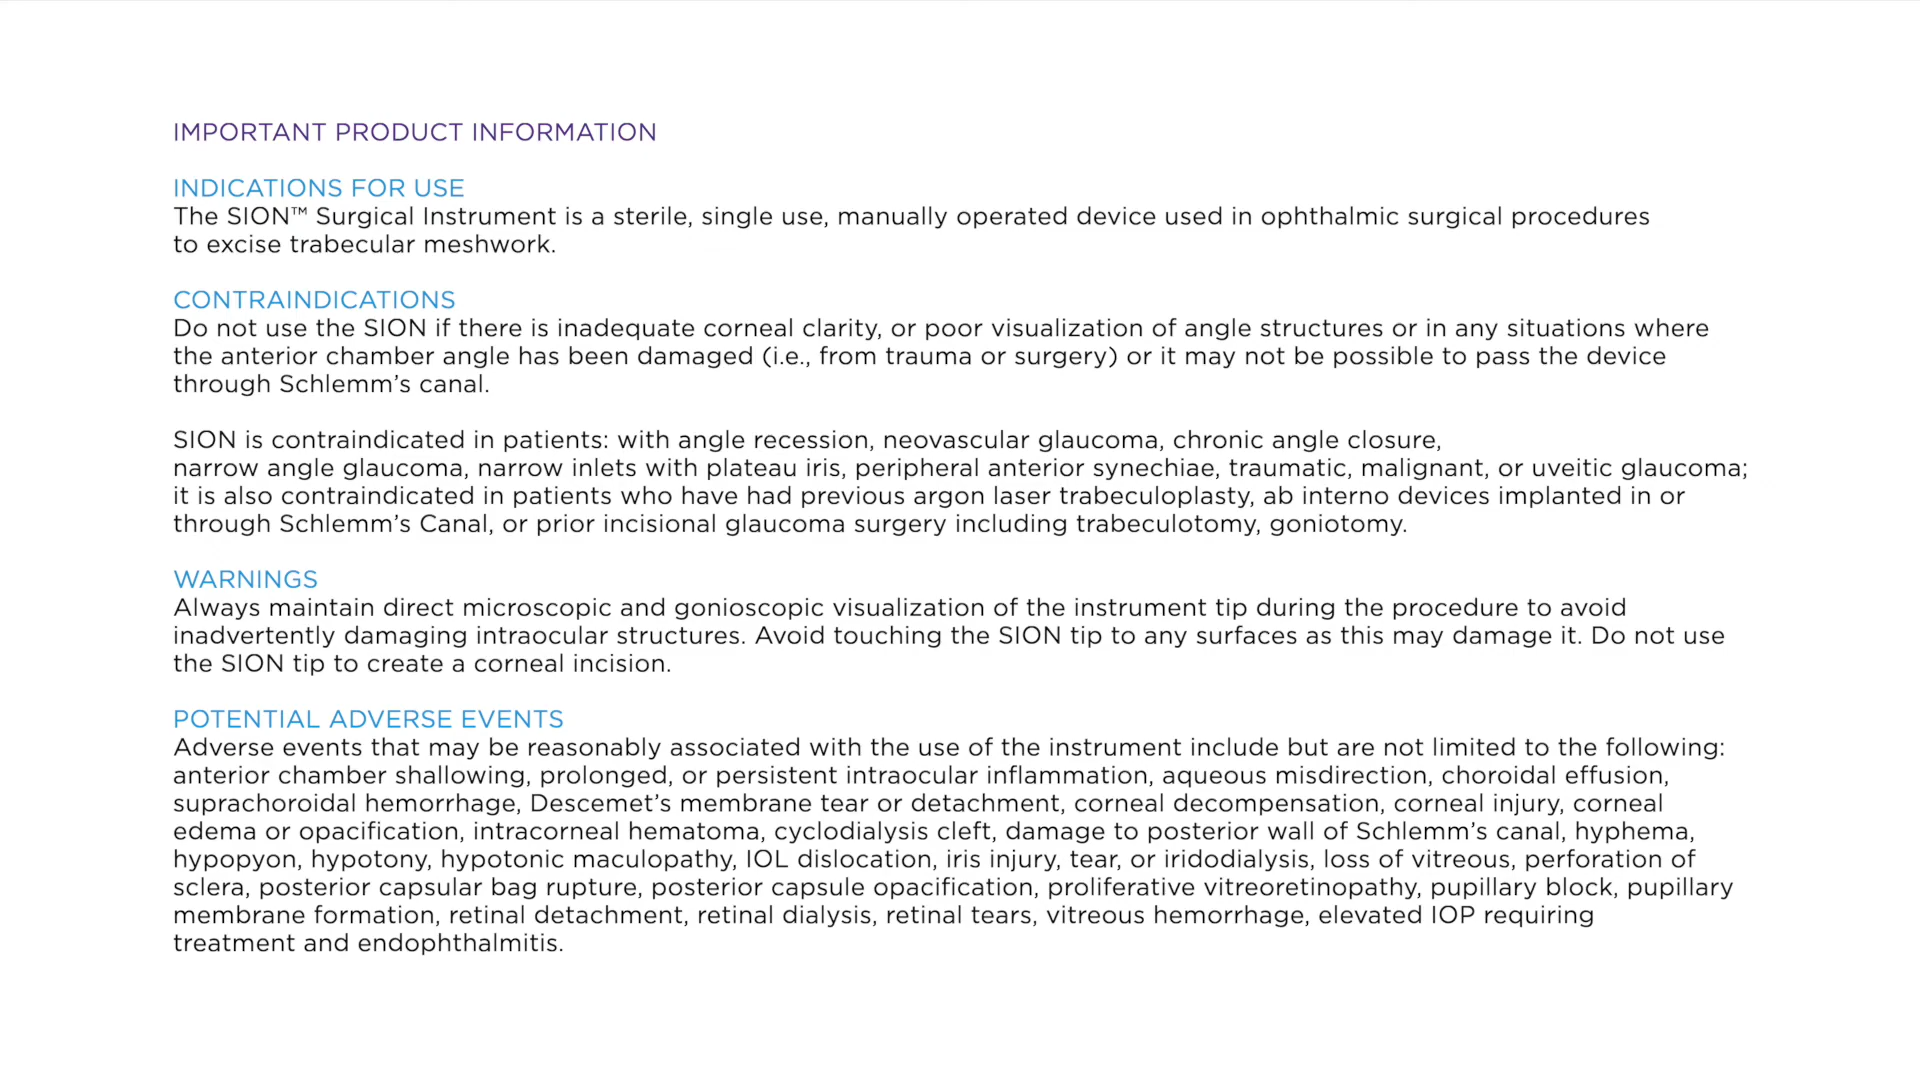 IMPORTANT PRODUCT INFORMATION
INDICATIONS FOR USE
The SION™ Surgical Instrument is a sterile, single use, manually operated device used in ophthalmic surgical procedures
to excise trabecular meshwork.
CONTRAINDICATIONS
Do not use the SION if there is inadequate corneal clarity, or poor visualization of angle structures or in any situations where
the anterior chamber angle has been damaged (i.e., from trauma or surgery) or it may not be possible to pass the device
through Schlemm’s canal.
SION is contraindicated in patients: with angle recession, neovascular glaucoma, chronic angle closure,
narrow angle glaucoma, narrow inlets with plateau iris, peripheral anterior synechiae, traumatic, malignant, or uveitic glaucoma;
it is also contraindicated in patients who have had previous argon laser trabeculoplasty, ab interno devices implanted in or
through Schlemm’s Canal, or prior incisional glaucoma surgery including trabeculotomy, goniotomy.
WARNINGS
Always maintain direct microscopic and gonioscopic visualization of the instrument tip during the procedure to avoid
inadvertently damaging intraocular structures. Avoid touching the SION tip to any surfaces as this may damage it. Do not use
the SION tip to create a corneal incision.
POTENTIAL ADVERSE EVENTS
Adverse events that may be reasonably associated with the use of the instrument include but are not limited to the following:
anterior chamber shallowing, prolonged, or persistent intraocular inflammation, aqueous misdirection, choroidal effusion,
suprachoroidal hemorrhage, Descemet’s membrane tear or detachment, corneal decompensation, corneal injury, corneal
edema or opacification, intracorneal hematoma, cyclodialysis cleft, damage to posterior wall of Schlemm’s canal, hyphema,
hypopyon, hypotony, hypotonic maculopathy, IOL dislocation, iris injury, tear, or iridodialysis, loss of vitreous, perforation of
sclera, posterior capsular bag rupture, posterior capsule opacification, proliferative vitreoretinopathy, pupillary block, pupillary
membrane formation, retinal detachment, retinal dialysis, retinal tears, vitreous hemorrhage, elevated IOP requiring
treatment and endophthalmitis.